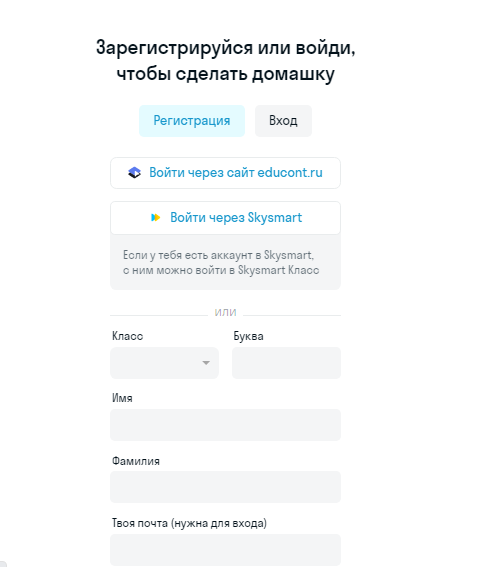 Зарегистрируйся или войди,
чтобы сделать домашку
Регистрация Вход
Войти через сайт educont.ru
Войти через Skysmart
Если у тебя есть аккаунт в Skysmart,
с ним можно войти в Skysmart Класс
ИЛИ
Класс Буква
Имя
Фамилия
Твоя почта (нужна для входа)